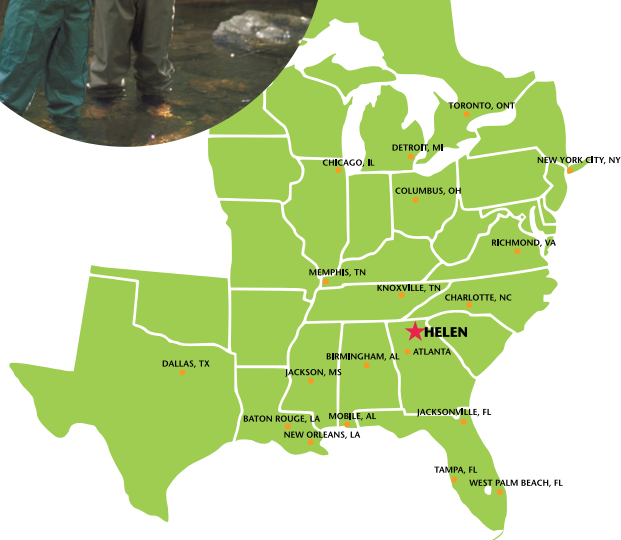 TORONTO, ONT
DETROIT, MI
CHICAGO, IL
NEW YORK CITY, NY
COLUMBUS, OH
RICHMOND, VA
MEMPHIS, TN
KNOXVILLE, TN
CHARLOTTE, NC
HELEN
ATLANTA
BIRMINGHAM, AL
DALLAS, TX
JACKSON, MS
BATON ROUGE, LA
MOBILE, AL
JACKSONVILLE, FL
NEW ORLEANS, LA
TAMPA, FL
WEST PALM BEACH, FL